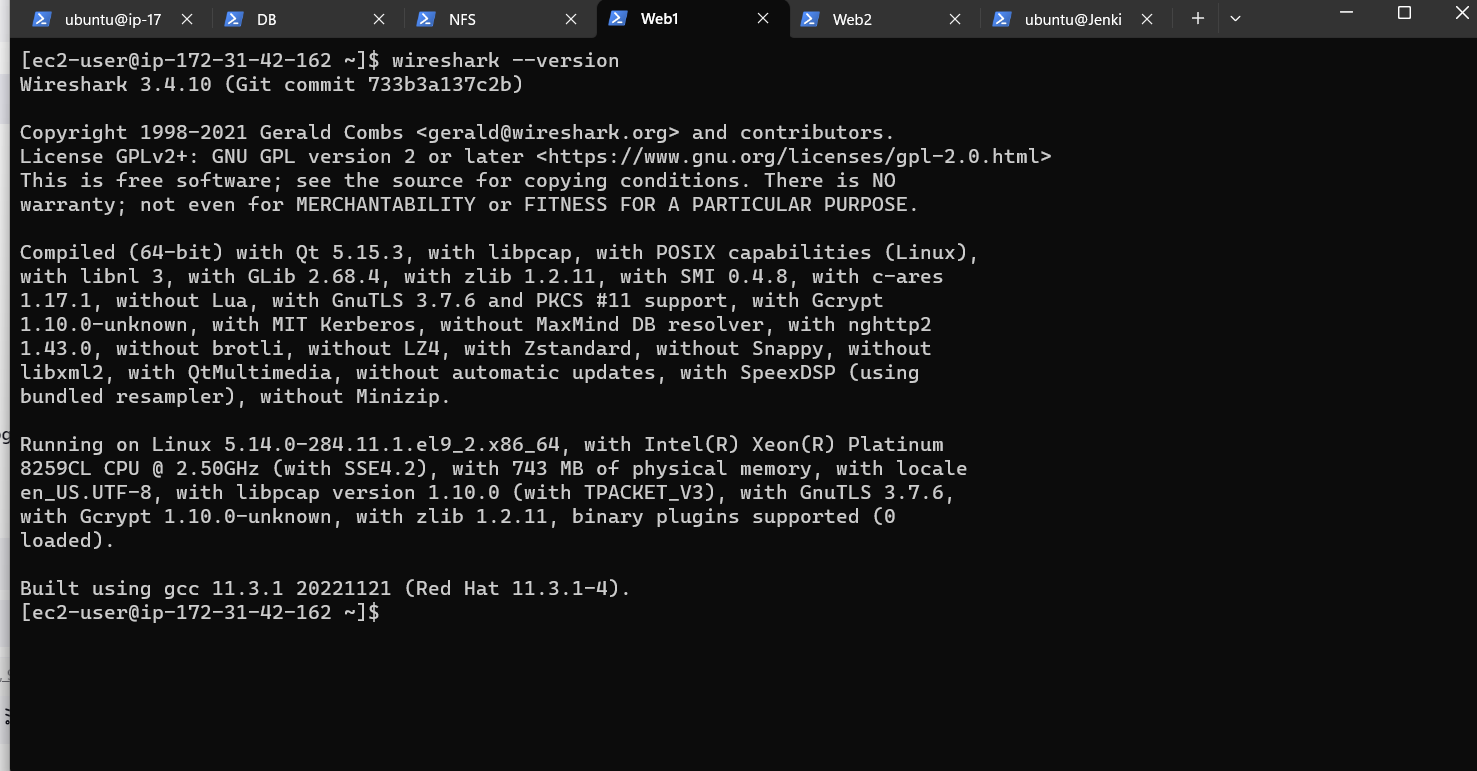 ubuntu@ip-17 DB NFS Web1 Web2 ubuntu@Jenki
[ec2-user@ip-172-31-42-162 ~]$ wireshark --version
Wireshark 3.4.10 (Git commit 733b3a137c2b)
Copyright 1998-2021 Gerald Combs <gerald@wireshark.org> and contributors.
License GPLv2+: GNU GPL version 2 or later <https://www.gnu.org/licenses/gpl-2.0.html>
This is free software; see the source for copying conditions. There is NO
warranty; not even for MERCHANTABILITY or FITNESS FOR A PARTICULAR PURPOSE.
Compiled (64-bit) with Qt 5.15.3, with libpcap, with POSIX capabilities (Linux),
with libnl 3, with GLib 2.68.4, with zlib 1.2.11, with SMI 0.4.8, with c-ares
1.17.1, without Lua, with GnuTLS 3.7.6 and PKCS #11 support, with Gcrypt
1.10.0-unknown, with MIT Kerberos, without MaxMind DB resolver, with nghttp2
1.43.0, without brotli, without LZ4, with Zstandard, without Snappy, without
libxml2, with QtMultimedia, without automatic updates, with SpeexDSP (using
bundled resampler), without Minizip.
Running on Linux 5.14.0-284.11.1.el9_2.x86_64, with Intel(R) Xeon(R) Platinum
8259CL CPU @ 2.50GHz (with SSE4.2), with 743 MB of physical memory, with locale
en_US.UTF-8, with libpcap version 1.10.0 (with TPACKET_V3), with GnuTLS 3.7.6,
with Gcrypt 1.10.0-unknown, with zlib 1.2.11, binary plugins supported (0
loaded).
Built using gcc 11.3.1 20221121 (Red Hat 11.3.1-4).
[ec2-user@ip-172-31-42-162 ~]$